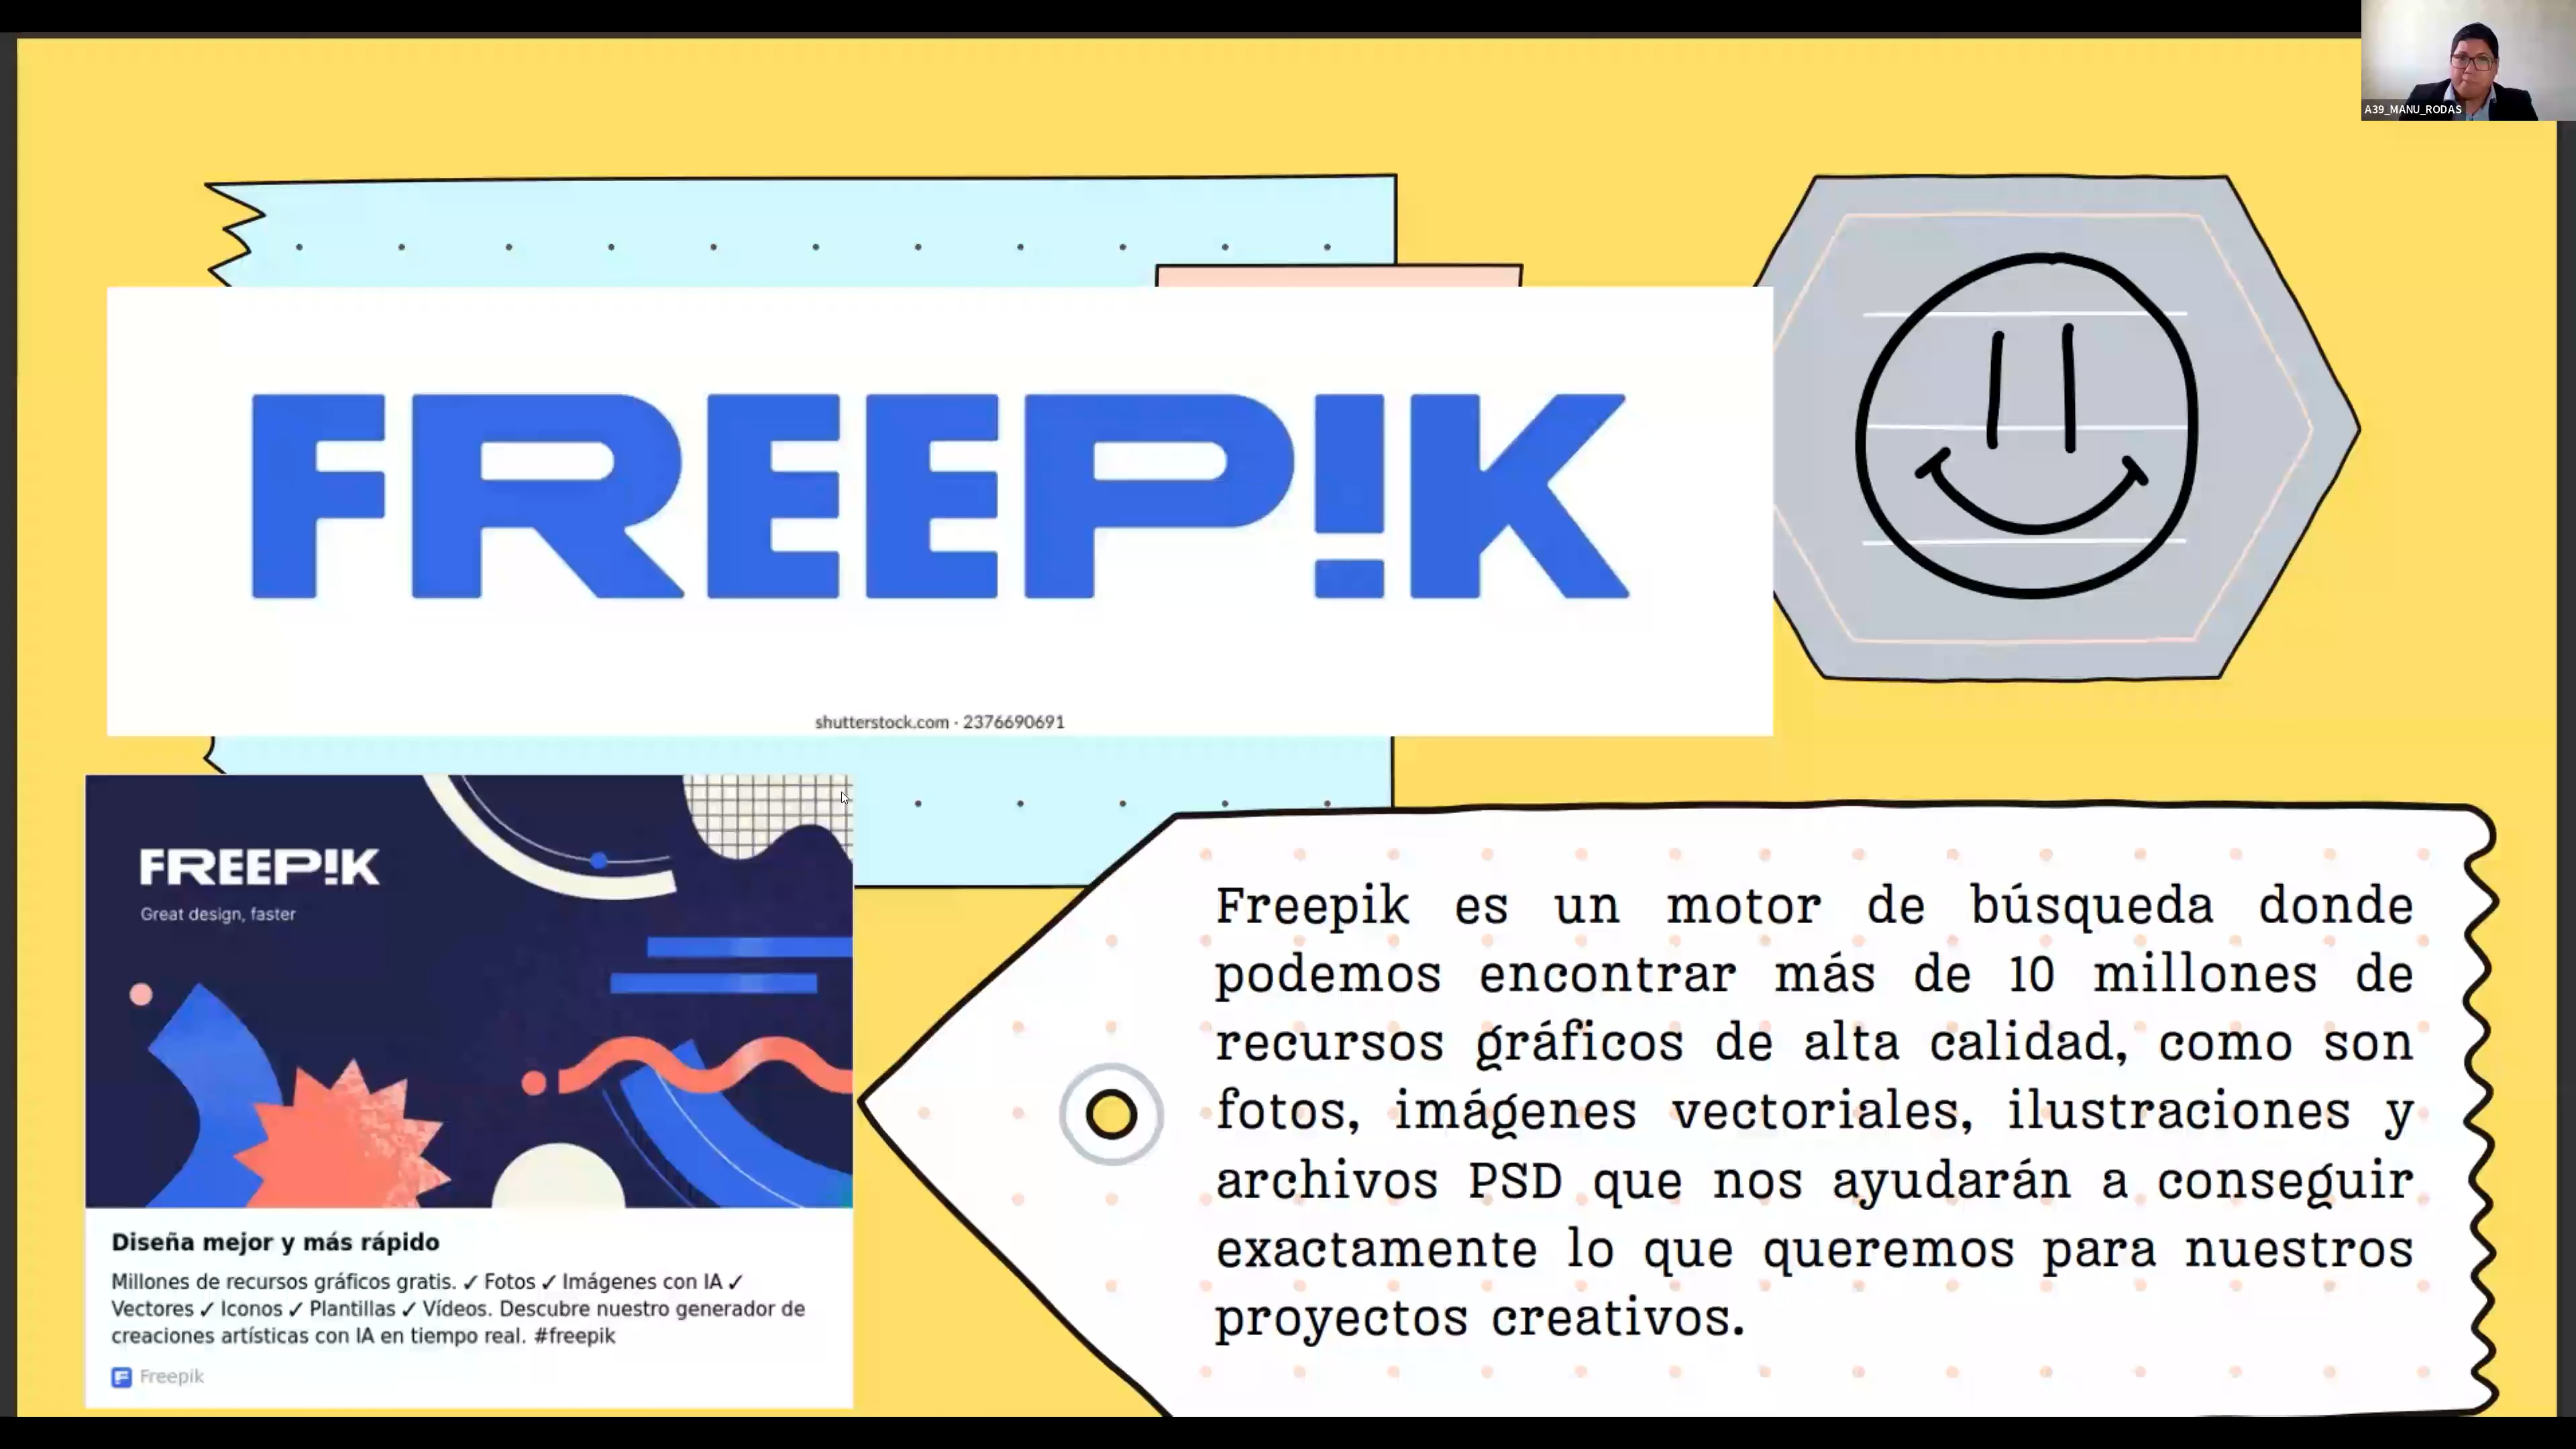 A39_MANU_RODAS
FREEP!K
shutterstock.com · 2376690691
FREEP!K
Great design, faster
Diseña mejor y más rápido
Millones de recursos gráficos gratis. ✓ Fotos ✓ Imágenes con IA ✓
Vectores ✓ Iconos ✓ Plantillas ✓ Vídeos. Descubre nuestro generador de
creaciones artísticas con IA en tiempo real. #freepik
Freepik
Freepik es un motor de búsqueda donde
podemos encontrar más de 10 millones de
recursos gráficos de alta calidad, como son
fotos, imágenes vectoriales, ilustraciones y
archivos PSD que nos ayudarán a conseguir
exactamente lo que queremos para nuestros
proyectos creativos.